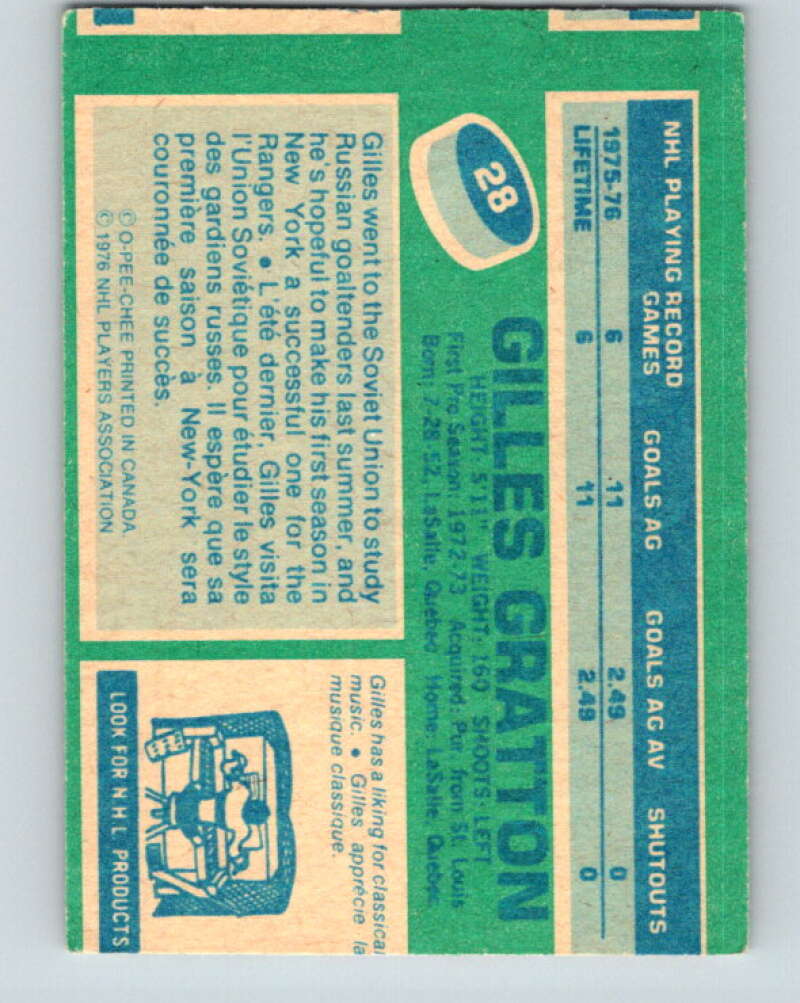 NHL PLAYING RECORD
GAMES GOALS AG GOALS AG AV SHUTOUTS
1975-76 6 11 2.49 0
LIFETIME 6 11 2.49 0
28
GILLES GRATTON
HEIGHT: 5'11" WEIGHT: 160 SHOOTS: LEFT
First Pro Season: 1972-73 Acquired: Pur. from St. Louis
Born: 7-28-52, LaSalle, Quebec Home: LaSalle, Quebec
Gilles went to the Soviet Union to study
Russian goaltenders last summer, and
he's hopeful to make his first season in
New York a successful one for the
Rangers. ● L'été dernier, Gilles visita
l'Union Soviétique pour étudier le style
des gardiens russes. Il espère que sa
première saison à New-York sera
couronnée de succès.
© O-PEE-CHEE PRINTED IN CANADA
© 1976 NHL PLAYERS ASSOCIATION
Gilles has a liking for classical
music. ● Gilles apprécie la
musique classique.
LOOK FOR NHL PRODUCTS